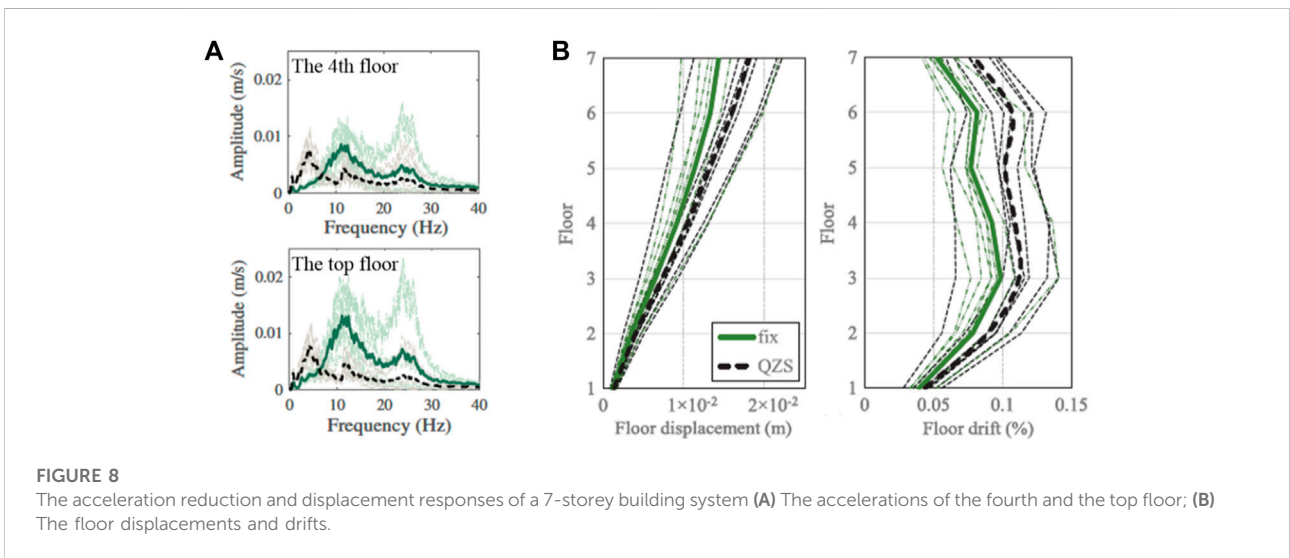 A
The 4th floor
0.02
0.01
0
Amplitude (m/s)
0 10 20 30 40
Frequency (Hz)
The top floor
0.02
0.01
0
Amplitude (m/s)
0 10 20 30 40
Frequency (Hz)
B
7
6
5
4
3
2
1
Floor
fix
QZS
0 1×10⁻² 2×10⁻²
Floor displacement (m)
7
6
5
4
3
2
1
Floor
0 0.05 0.1 0.15
Floor drift (%)
FIGURE 8
The acceleration reduction and displacement responses of a 7-storey building system (A) The accelerations of the fourth and the top floor; (B)
The floor displacements and drifts.